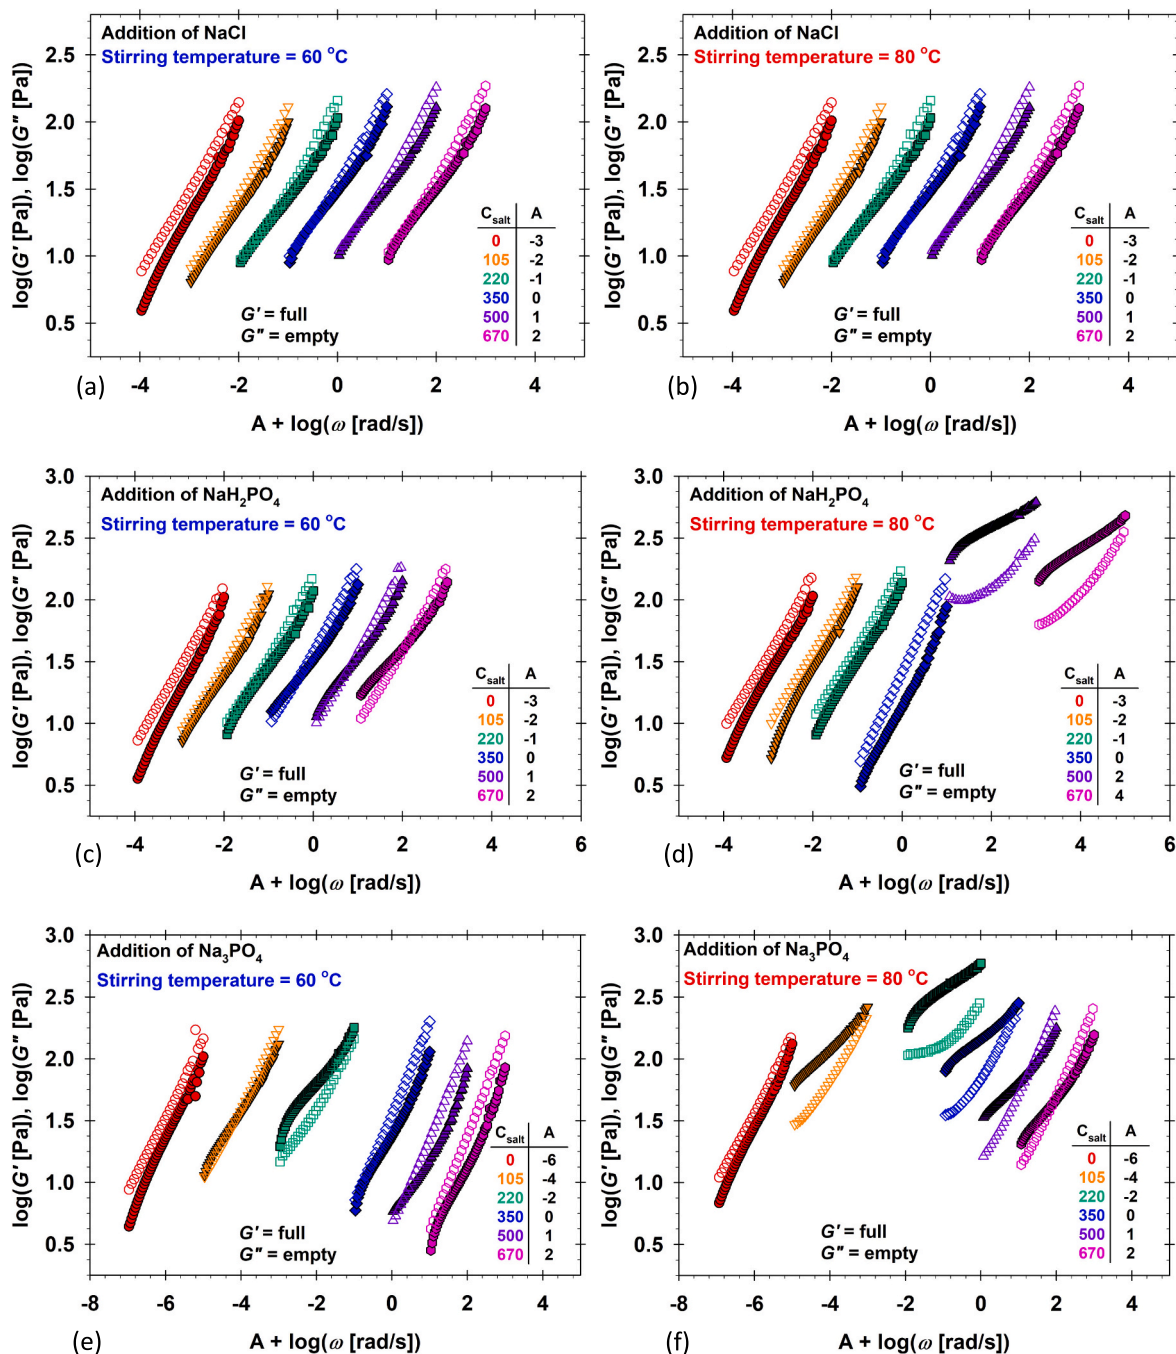 Addition of NaCl
Stirring temperature = 60 °C
log(G' [Pa]), log(G" [Pa])
2.5
2.0
1.5
1.0
0.5
C_salt A
0 -3
105 -2
220 -1
350 0
500 1
670 2
G' = full
G" = empty
(a)
-4 -2 0 2 4
A + log(ω [rad/s])
Addition of NaCl
Stirring temperature = 80 °C
log(G' [Pa]), log(G" [Pa])
2.5
2.0
1.5
1.0
0.5
C_salt A
0 -3
105 -2
220 -1
350 0
500 1
670 2
G' = full
G" = empty
(b)
-4 -2 0 2 4
A + log(ω [rad/s])
Addition of NaH₂PO₄
Stirring temperature = 60 °C
log(G' [Pa]), log(G" [Pa])
3.0
2.5
2.0
1.5
1.0
0.5
C_salt A
0 -3
105 -2
220 -1
350 0
500 1
670 2
G' = full
G" = empty
(c)
-4 -2 0 2 4 6
A + log(ω [rad/s])
Addition of NaH₂PO₄
Stirring temperature = 80 °C
log(G' [Pa]), log(G" [Pa])
3.0
2.5
2.0
1.5
1.0
0.5
C_salt A
0 -3
105 -2
220 -1
350 0
500 2
670 4
G' = full
G" = empty
(d)
-4 -2 0 2 4 6
A + log(ω [rad/s])
Addition of Na₃PO₄
Stirring temperature = 60 °C
log(G' [Pa]), log(G" [Pa])
3.0
2.5
2.0
1.5
1.0
0.5
C_salt A
0 -6
105 -4
220 -2
350 0
500 1
670 2
G' = full
G" = empty
(e)
-8 -6 -4 -2 0 2 4
A + log(ω [rad/s])
Addition of Na₃PO₄
Stirring temperature = 80 °C
log(G' [Pa]), log(G" [Pa])
3.0
2.5
2.0
1.5
1.0
0.5
C_salt A
0 -6
105 -4
220 -2
350 0
500 1
670 2
G' = full
G" = empty
(f)
-8 -6 -4 -2 0 2 4
A + log(ω [rad/s])